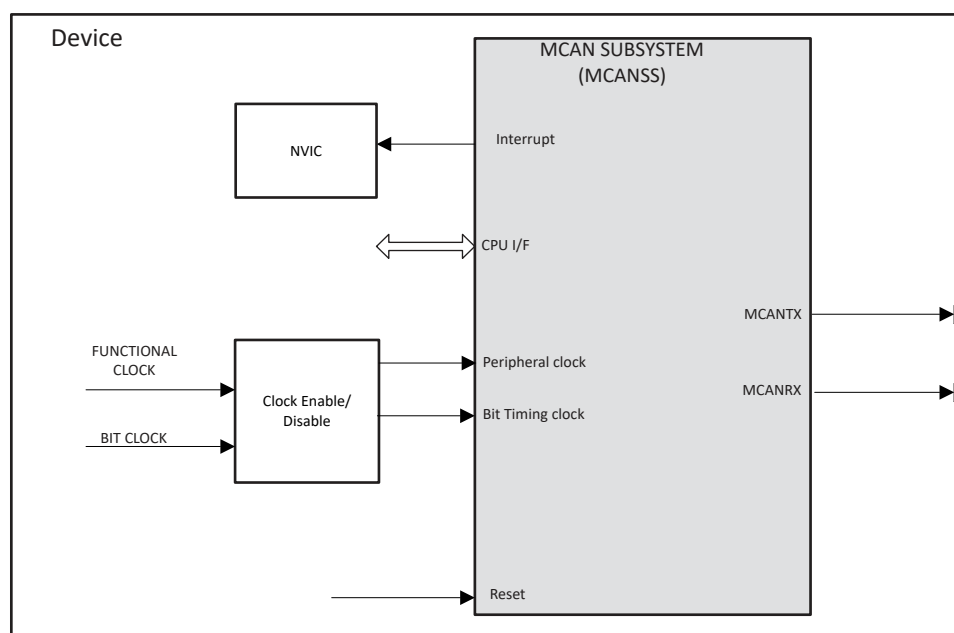 Device
MCAN SUBSYSTEM
(MCANSS)
Interrupt
NVIC
CPU I/F
MCANTX
FUNCTIONAL
CLOCK
Peripheral clock
MCANRX
Clock Enable/
Disable
Bit Timing clock
BIT CLOCK
Reset